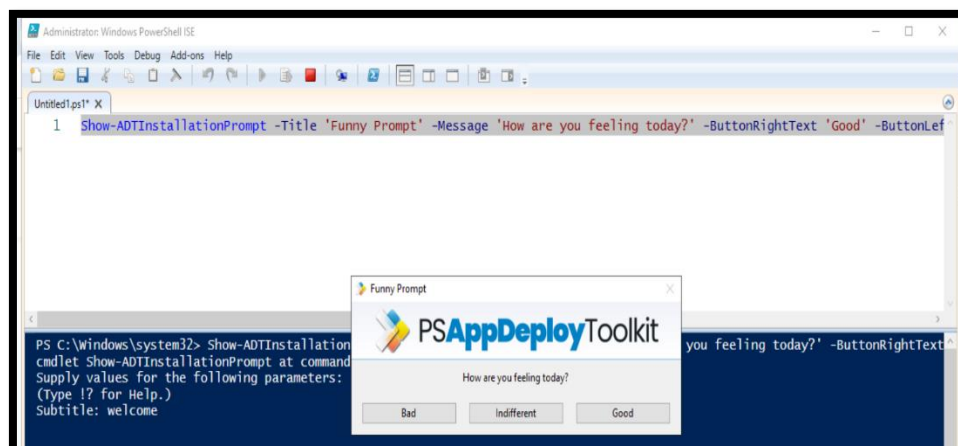 Administrator: Windows PowerShell ISE
File Edit View Tools Debug Add-ons Help
Untitled1.ps1* X
1 Show-ADTInstallationPrompt -Title 'Funny Prompt' -Message 'How are you feeling today?' -ButtonRightText 'Good' -ButtonLef
Funny Prompt
PSAppDeployToolkit
How are you feeling today?
Bad Indifferent Good
PS C:\Windows\system32> Show-ADTInstallation you feeling today?' -ButtonRightText
cmdlet Show-ADTInstallationPrompt at command
Supply values for the following parameters:
(Type !? for Help.)
Subtitle: welcome